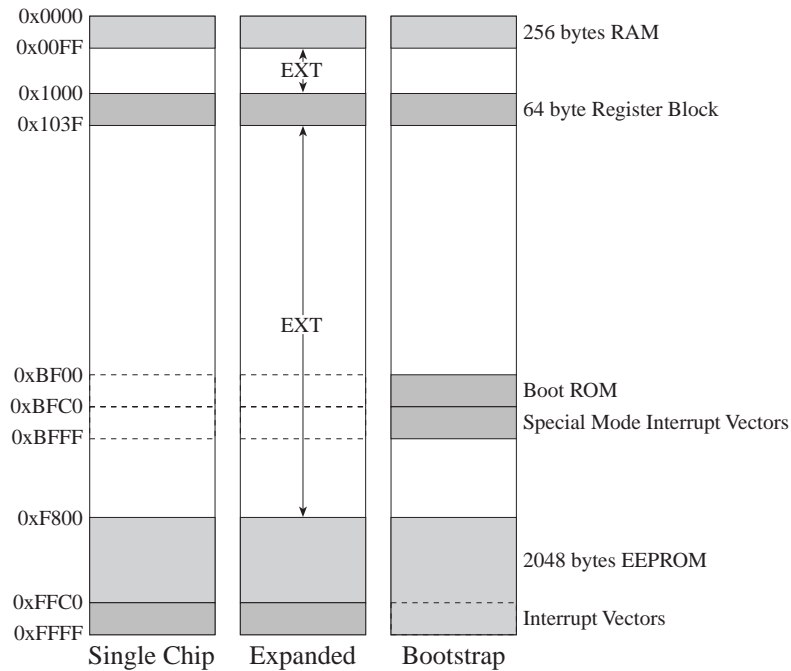 0x0000
256 bytes RAM
0x00FF
EXT
0x1000
64 byte Register Block
0x103F
EXT
0xBF00
Boot ROM
0xBFC0
Special Mode Interrupt Vectors
0xBFFF
0xF800
2048 bytes EEPROM
0xFFC0
Interrupt Vectors
0xFFFF
Single Chip Expanded Bootstrap